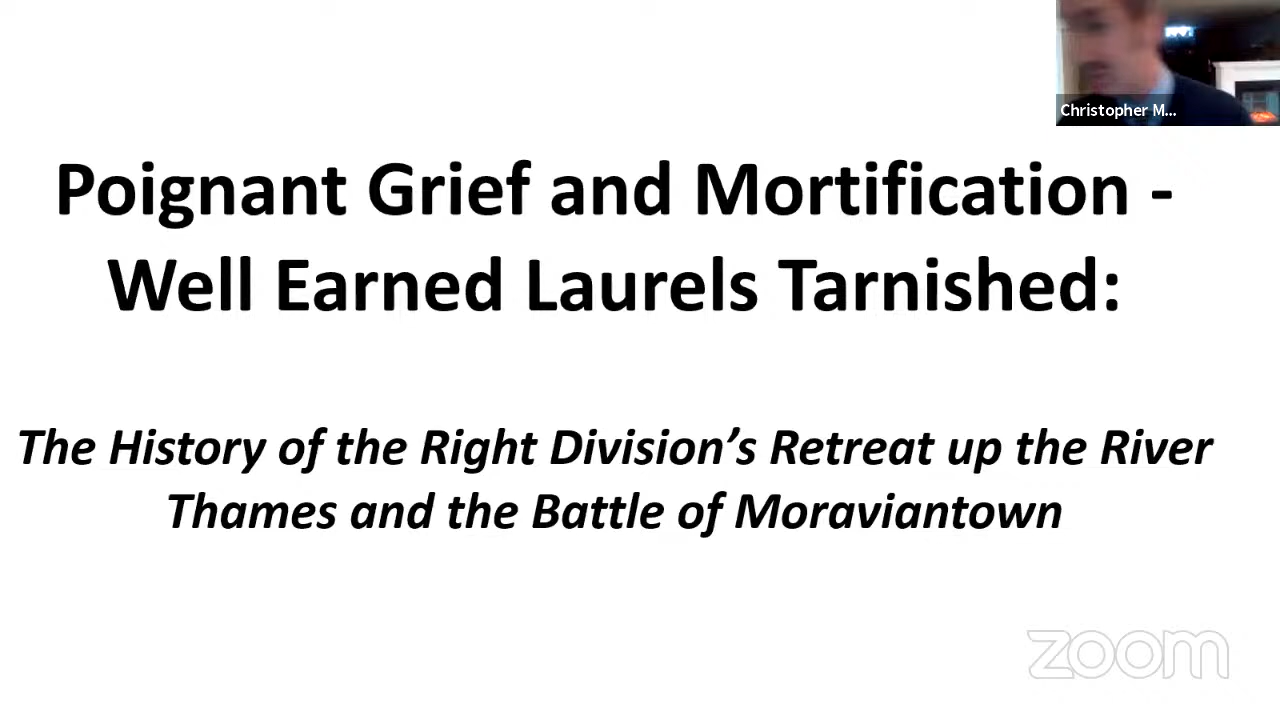 Christopher M...
Poignant Grief and Mortification -
Well Earned Laurels Tarnished:
The History of the Right Division’s Retreat up the River
Thames and the Battle of Moraviantown
zoom